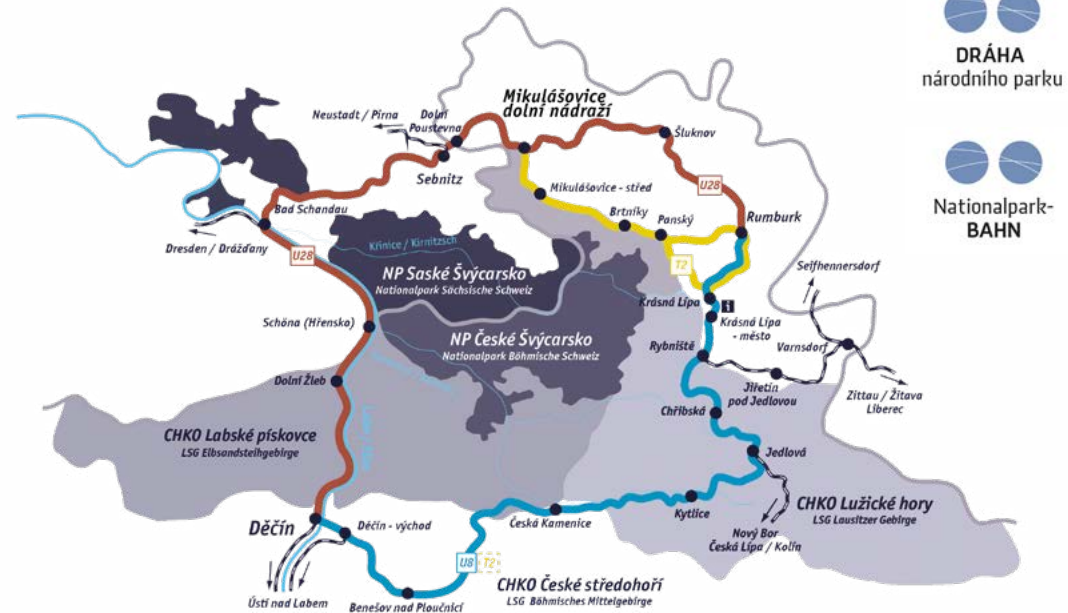 DRÁHA
národního parku
Nationalpark-
BAHN
Mikulášovice
dolní nádraží
Neustadt / Pirna
Dolní
Poustevna
Šluknov
Sebnitz
U28
Mikulášovice - střed
Brtníky
Panský
Rumburk
Bad Schandau
Dresden / Drážďany
U28
Křinice / Kirnitzsch
T2
Seifhennersdorf
NP Saské Švýcarsko
Nationalpark Sächsische Schweiz
Krásná Lípa
i
Krásná Lípa
- město
Schöna (Hřensko)
NP České Švýcarsko
Nationalpark Böhmische Schweiz
Rybniště
Varnsdorf
Jiřetín
pod Jedlovou
Zittau / Žitava
Liberec
Dolní Žleb
Chřibská
CHKO Labské pískovce
LSG Elbsandsteihgebirge
Jedlová
Kytlice
CHKO Lužické hory
LSG Lausitzer Gebirge
Děčín
Děčín - východ
Česká Kamenice
Nový Bor
Česká Lípa / Kolín
U8
T2
CHKO České středohoří
LSG Böhmisches Mittelgebirge
Ústí nad Labem
Benešov nad Ploučnicí